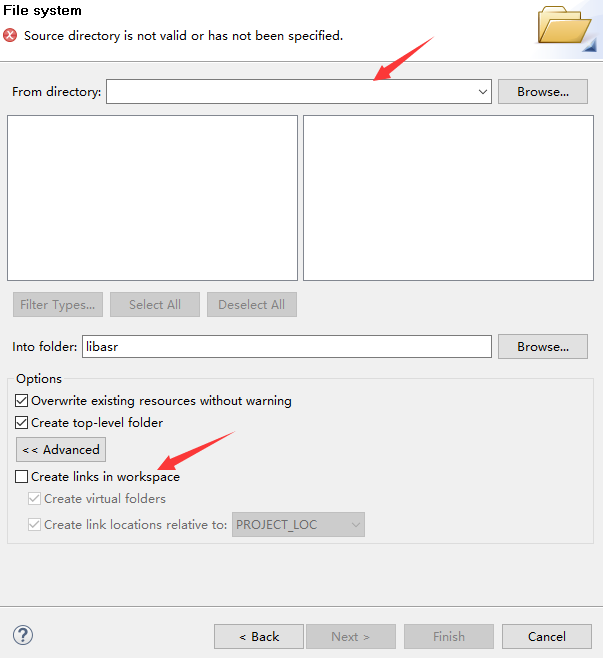 File system
Source directory is not valid or has not been specified.
From directory:
Browse...
Filter Types...
Select All
Deselect All
Into folder:
libasr
Browse...
Options
Overwrite existing resources without warning
Create top-level folder
<< Advanced
Create links in workspace
Create virtual folders
Create link locations relative to:
PROJECT_LOC
?
< Back
Next >
Finish
Cancel